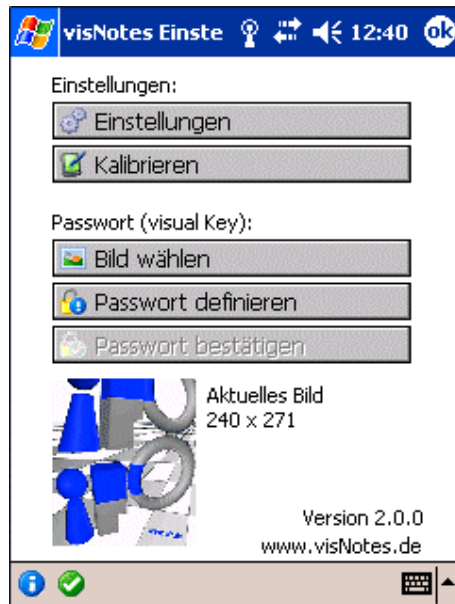 visNotes Einste 12:40 ok
Einstellungen:
Einstellungen
Kalibrieren
Passwort (visual Key):
Bild wählen
Passwort definieren
Passwort bestätigen
Aktuelles Bild
240 x 271
Version 2.0.0
www.visNotes.de